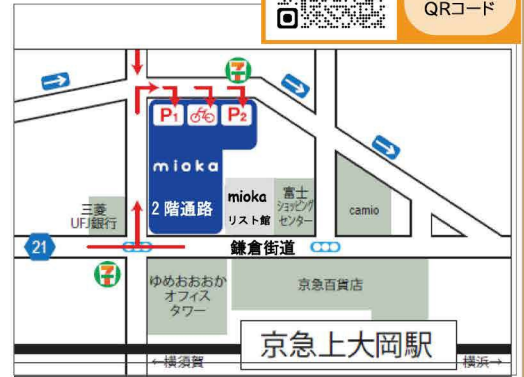 QRコード
P1
P2
mioka
2階通路
mioka
リスト館
富士
ショッピング
センター
camio
三菱
UFJ銀行
21
鎌倉街道
ゆめおおおか
オフィス
タワー
京急百貨店
京急上大岡駅
←横須賀
横浜→